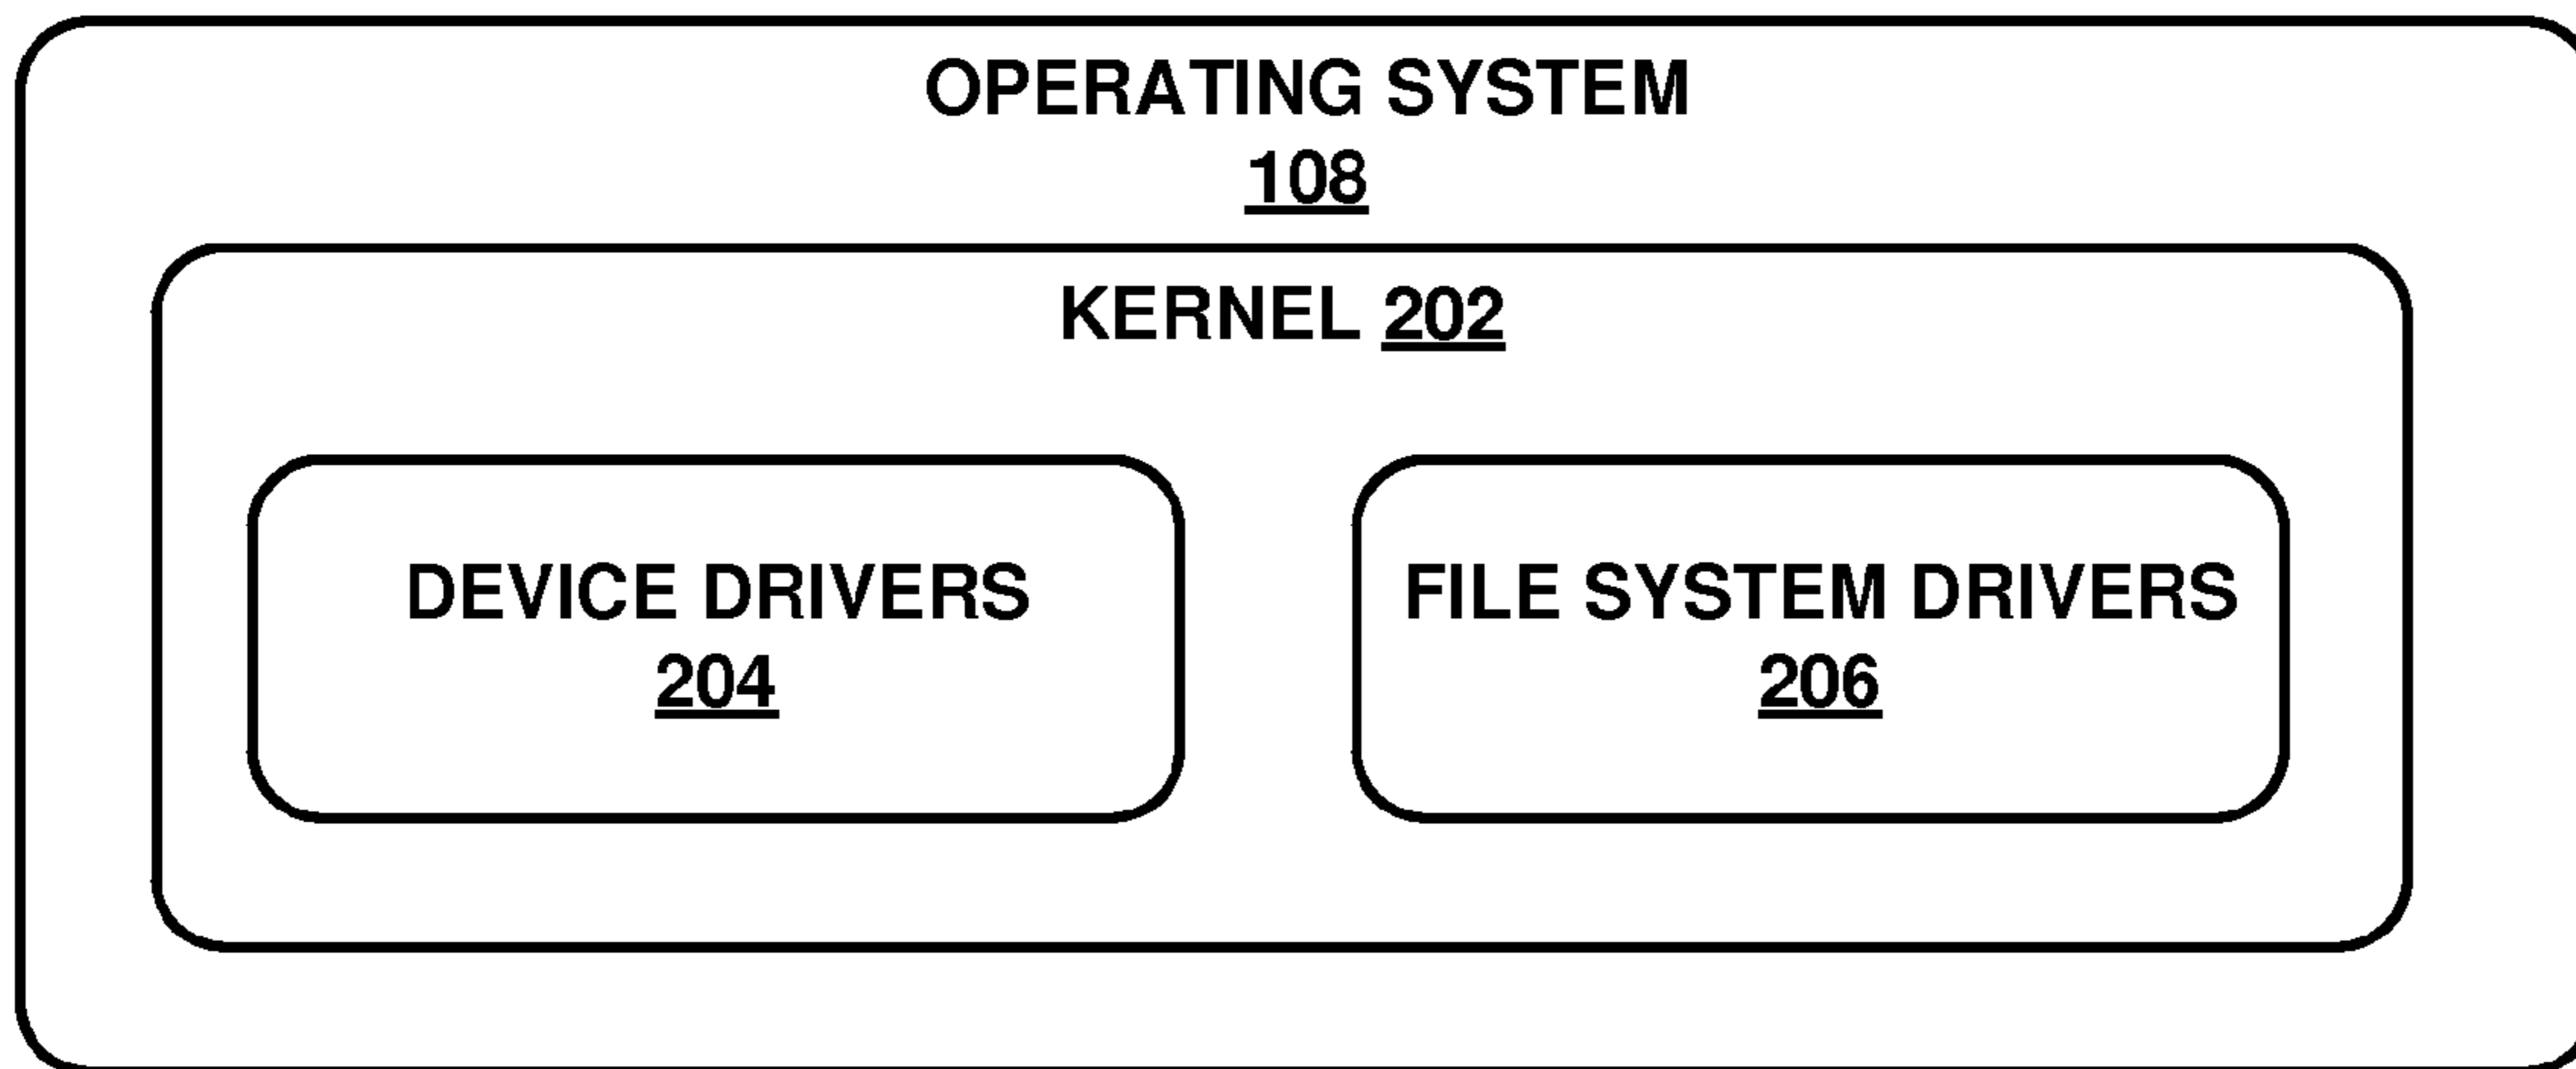 OPERATING SYSTEM
108
KERNEL 202
DEVICE DRIVERS
204
FILE SYSTEM DRIVERS
206